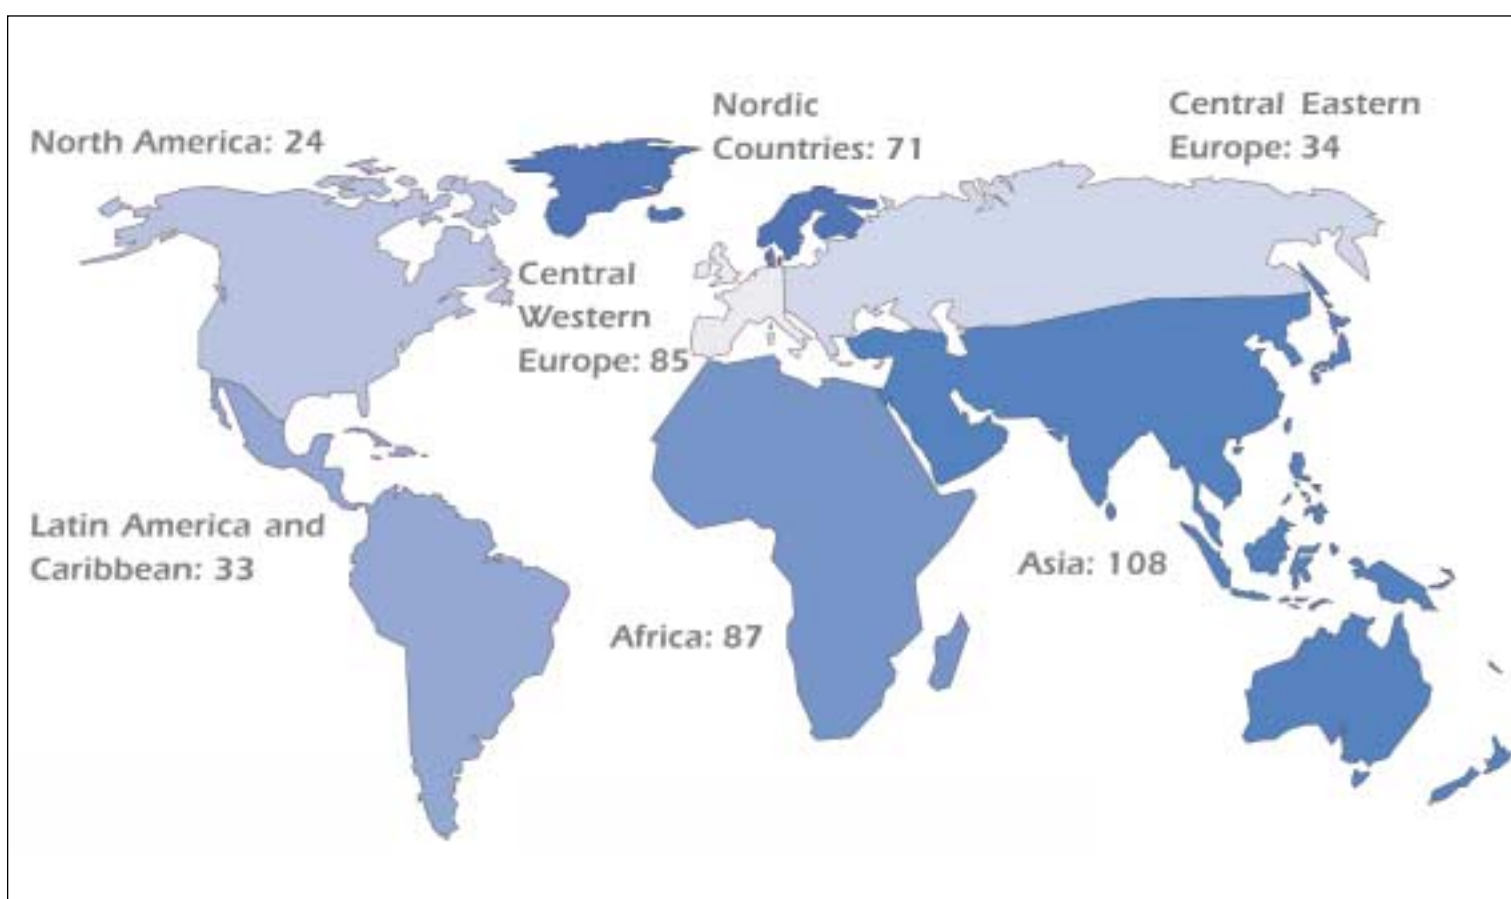 North America: 24
Nordic
Countries: 71
Central Eastern
Europe: 34
Central
Western
Europe: 85
Latin America and
Caribbean: 33
Asia: 108
Africa: 87